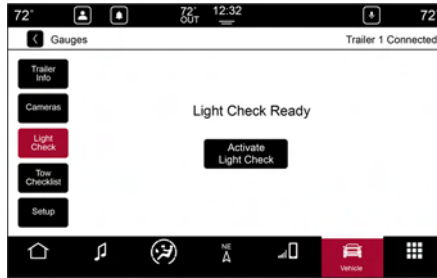 72° 72° OUT 12:32 72
Gauges Trailer 1 Connected
Trailer
Info
Cameras
Light Check Ready
Light
Check
Activate
Light Check
Tow
Checklist
Setup
NE
A
Vehicle